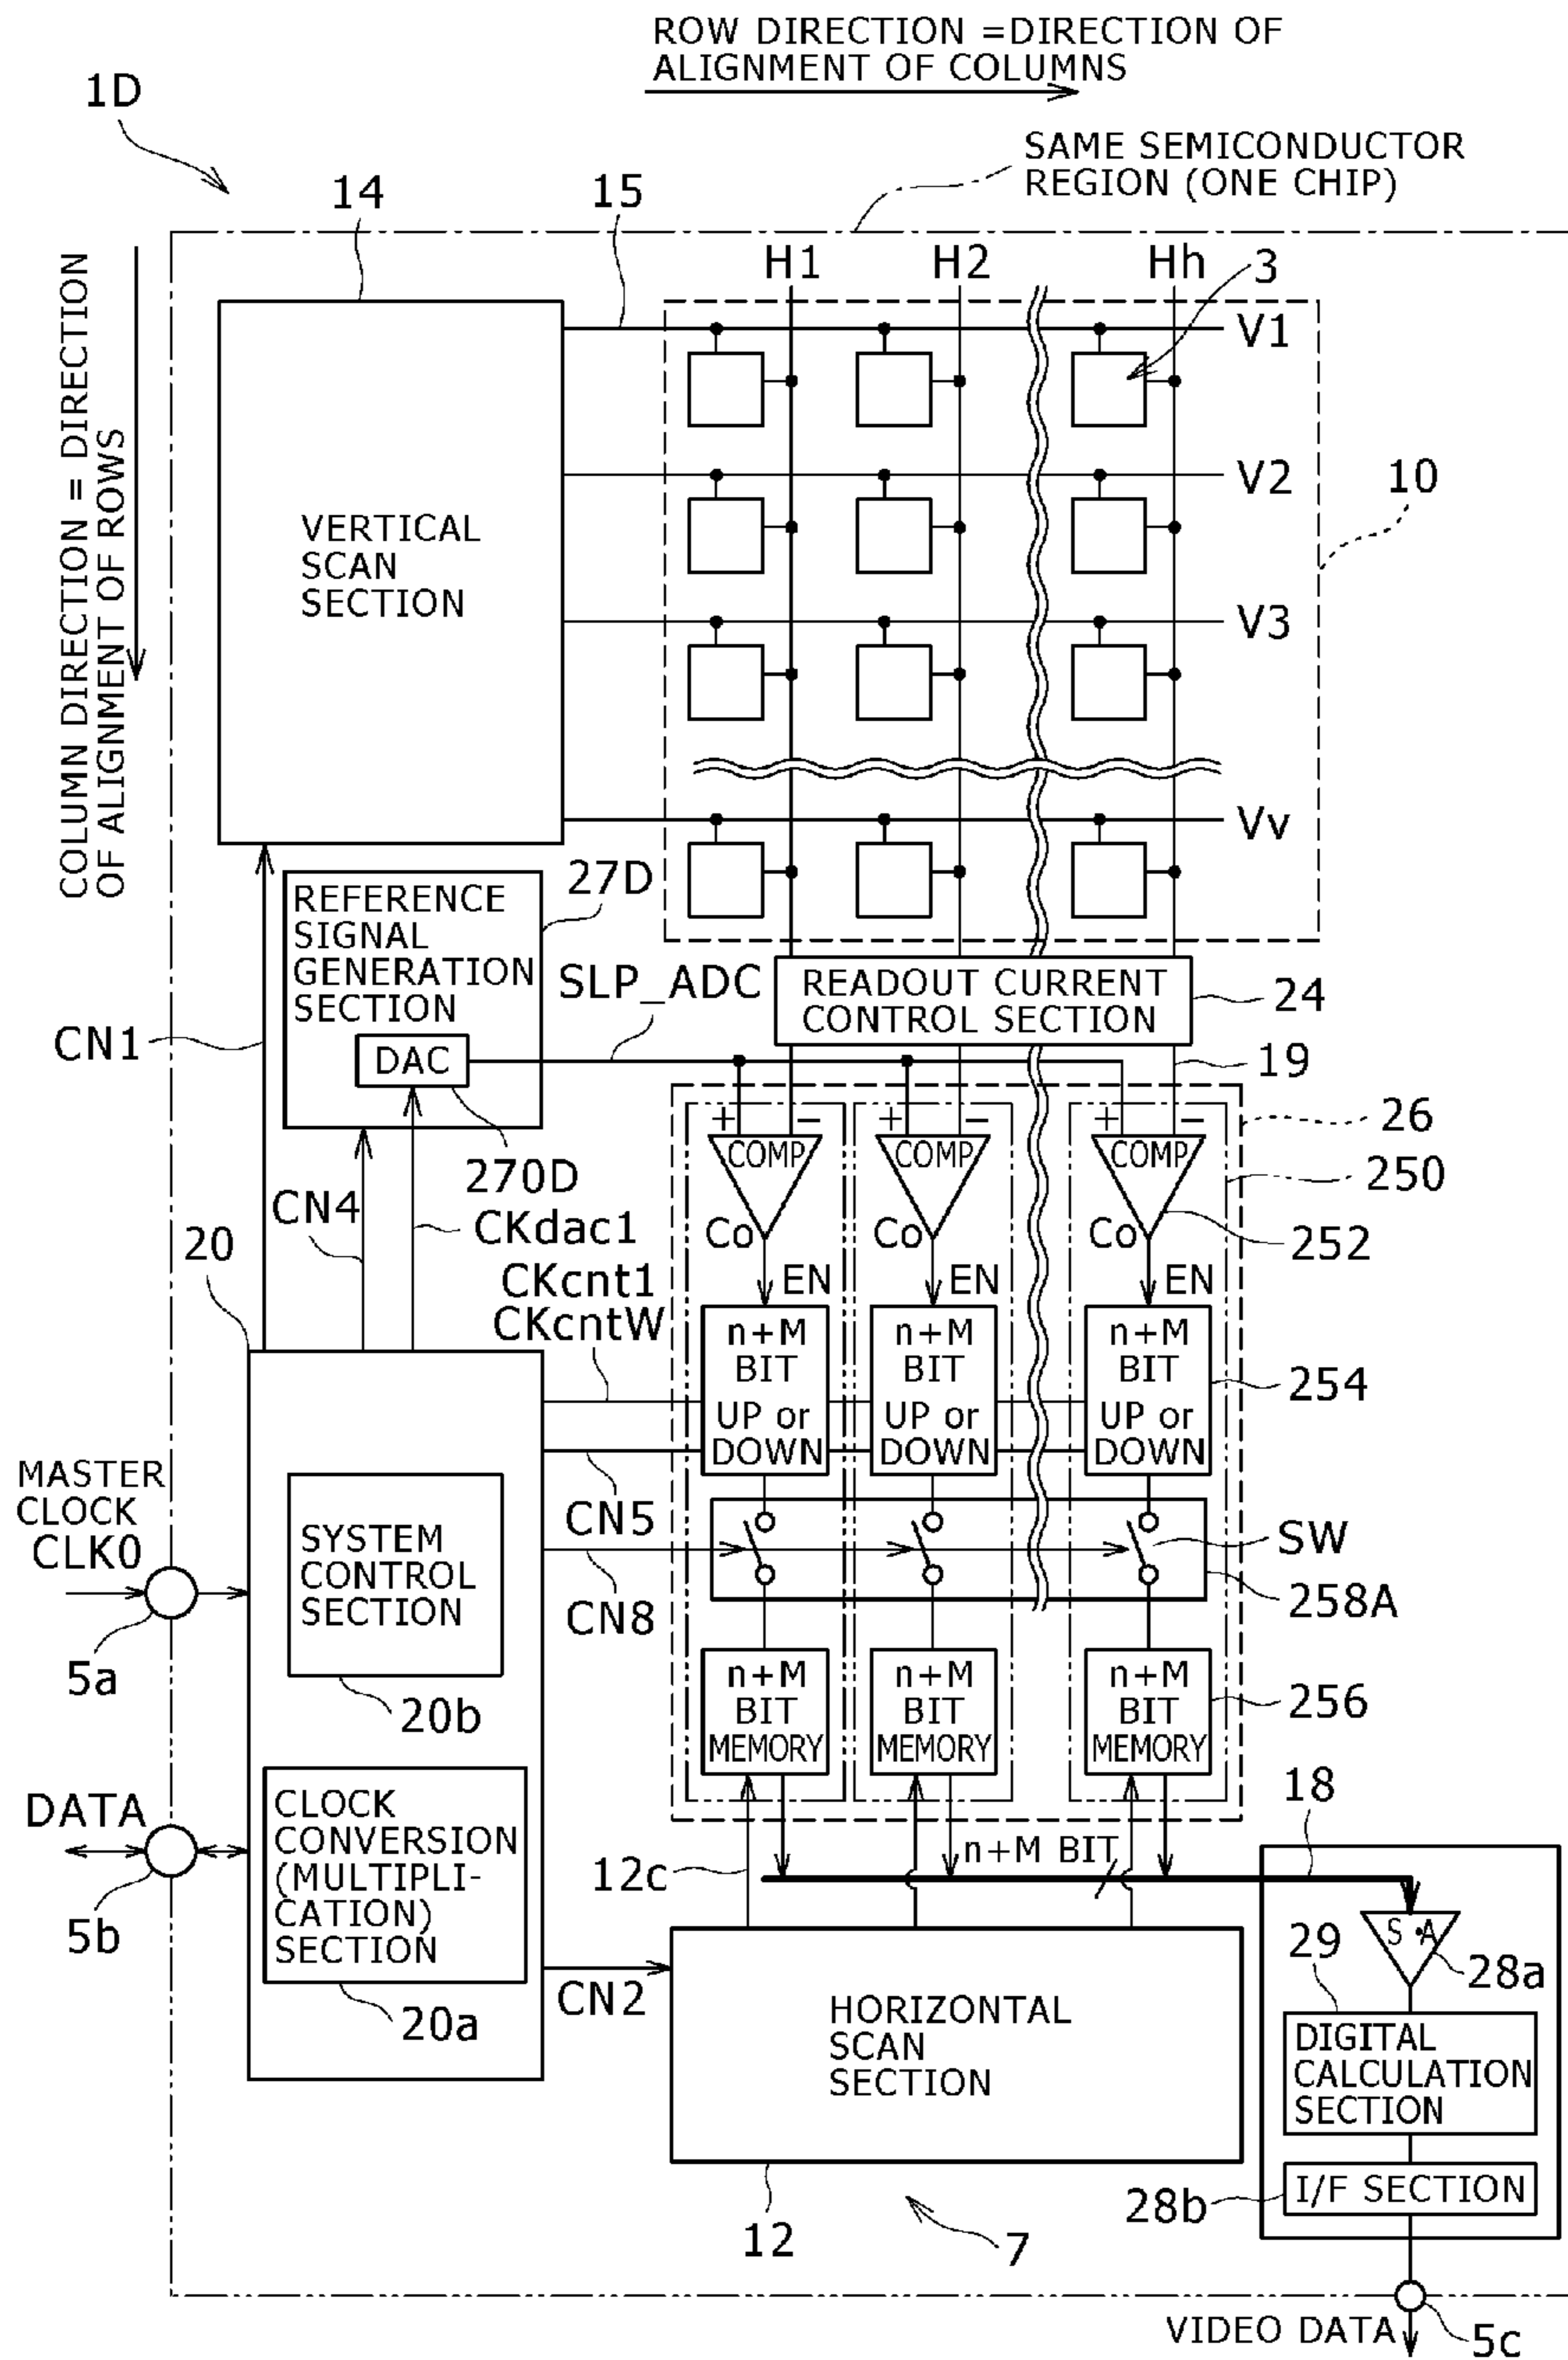 ROW DIRECTION =DIRECTION OF
ALIGNMENT OF COLUMNS
1D
SAME SEMICONDUCTOR
REGION (ONE CHIP)
14
15
H1
H2
Hh
3
COLUMN DIRECTION = DIRECTION
OF ALIGNMENT OF ROWS
VERTICAL
SCAN
SECTION
V1
V2
10
V3
Vv
REFERENCE
SIGNAL
GENERATION
SECTION
27D
SLP_ADC
READOUT CURRENT
CONTROL SECTION
24
CN1
DAC
19
270D
+
−
+
−
+
−
26
COMP
COMP
COMP
250
CN4
CKdac1
Co
Co
Co
252
20
CKcnt1
CKcntW
EN
EN
EN
n+M
BIT
UP or
DOWN
n+M
BIT
UP or
DOWN
n+M
BIT
UP or
DOWN
254
MASTER
CLOCK
CLK0
SYSTEM
CONTROL
SECTION
CN5
SW
CN8
258A
5a
20b
n+M
BIT
MEMORY
n+M
BIT
MEMORY
n+M
BIT
MEMORY
256
DATA
5b
CLOCK
CONVERSION
(MULTIPLI-
CATION)
SECTION
20a
12c
n+M BIT
18
CN2
HORIZONTAL
SCAN
SECTION
12
7
S•A
28a
29
DIGITAL
CALCULATION
SECTION
28b
I/F SECTION
VIDEO DATA
5c